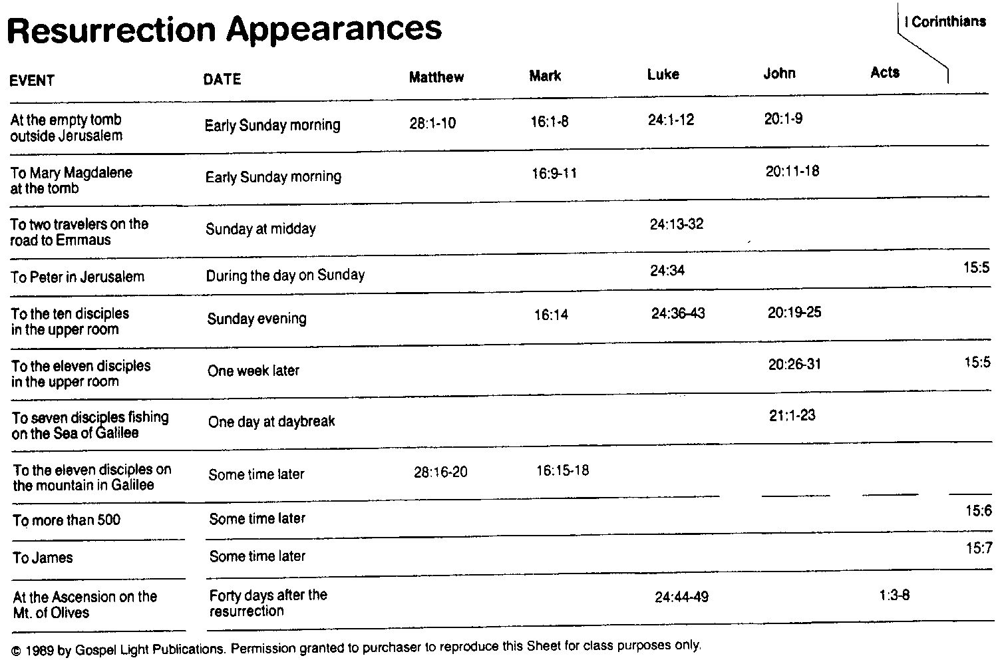 Resurrection Appearances
I Corinthians
EVENT DATE Matthew Mark Luke John Acts
At the empty tomb
outside Jerusalem Early Sunday morning 28:1-10 16:1-8 24:1-12 20:1-9
To Mary Magdalene
at the tomb Early Sunday morning 16:9-11 20:11-18
To two travelers on the
road to Emmaus Sunday at midday 24:13-32
To Peter in Jerusalem During the day on Sunday 24:34 15:5
To the ten disciples
in the upper room Sunday evening 16:14 24:36-43 20:19-25
To the eleven disciples
in the upper room One week later 20:26-31 15:5
To seven disciples fishing
on the Sea of Galilee One day at daybreak 21:1-23
To the eleven disciples on
the mountain in Galilee Some time later 28:16-20 16:15-18
To more than 500 Some time later 15:6
To James Some time later 15:7
At the Ascension on the Forty days after the 24:44-49 1:3-8
Mt. of Olives resurrection
© 1989 by Gospel Light Publications. Permission granted to purchaser to reproduce this Sheet for class purposes only.